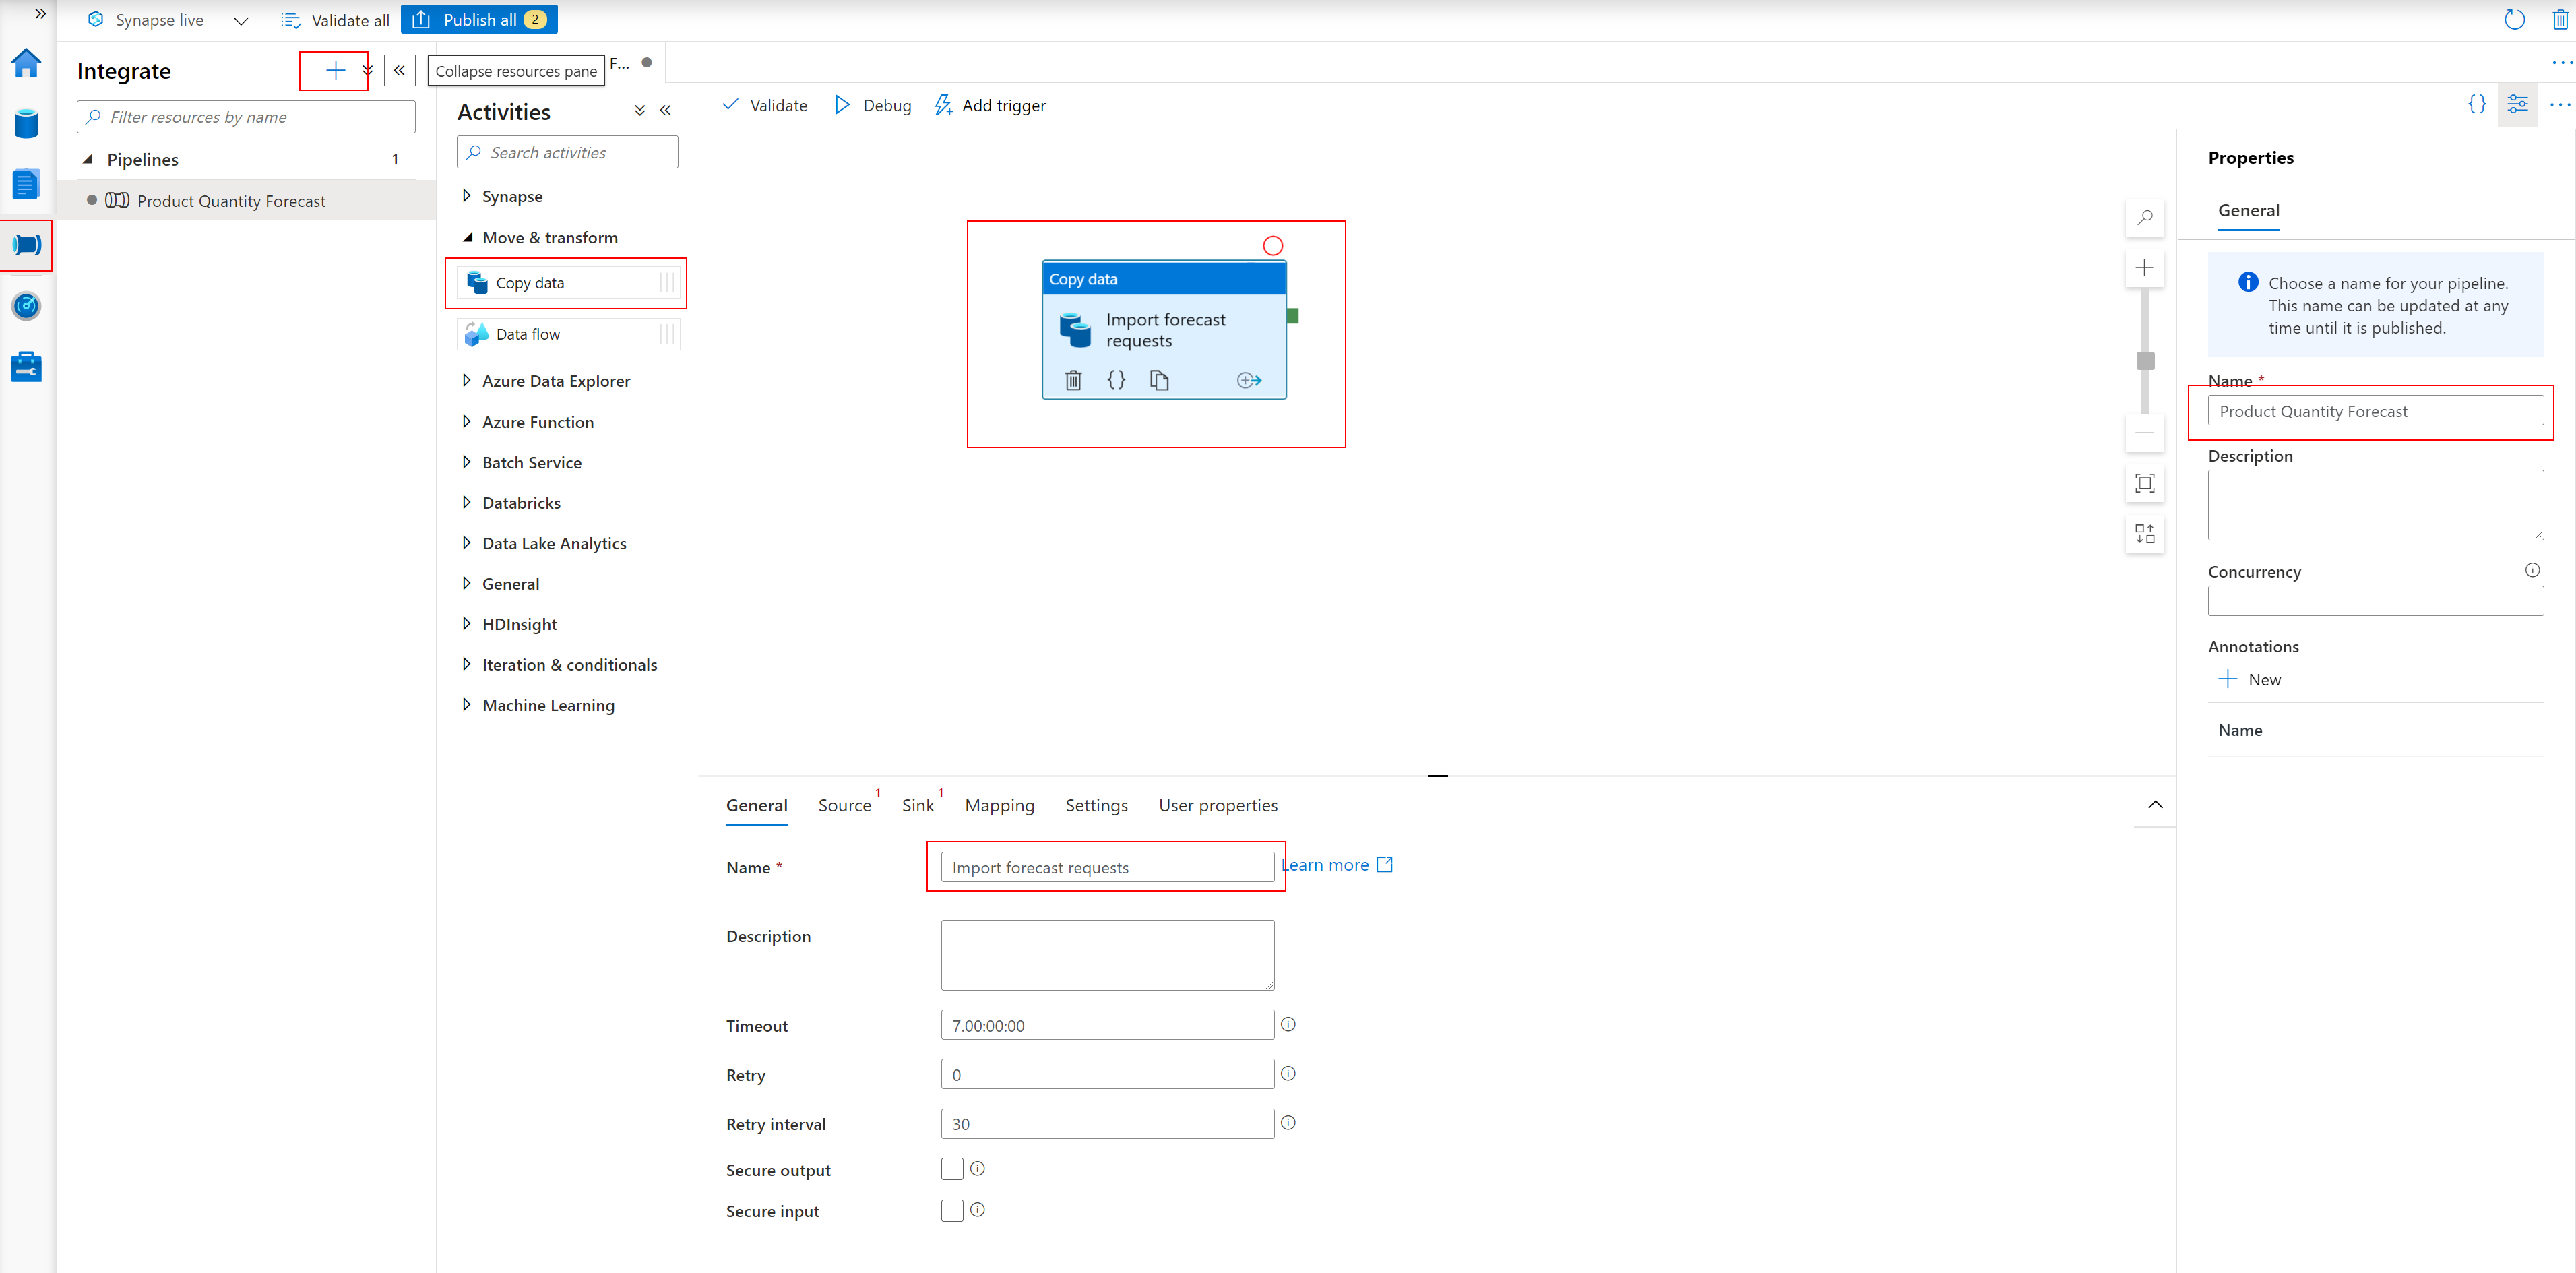 Synapse live
Validate all
Publish all 2
Integrate
Collapse resources pane
F...
Filter resources by name
Pipelines 1
Product Quantity Forecast
Activities
Search activities
Synapse
Move & transform
Copy data
Data flow
Azure Data Explorer
Azure Function
Batch Service
Databricks
Data Lake Analytics
General
HDInsight
Iteration & conditionals
Machine Learning
Validate
Debug
Add trigger
Copy data
Import forecast
requests
General
Source 1
Sink 1
Mapping
Settings
User properties
Name * Import forecast requests Learn more
Description
Timeout 7.00:00:00
Retry 0
Retry interval 30
Secure output
Secure input
Properties
General
Choose a name for your pipeline.
This name can be updated at any
time until it is published.
Name *
Product Quantity Forecast
Description
Concurrency
Annotations
New
Name